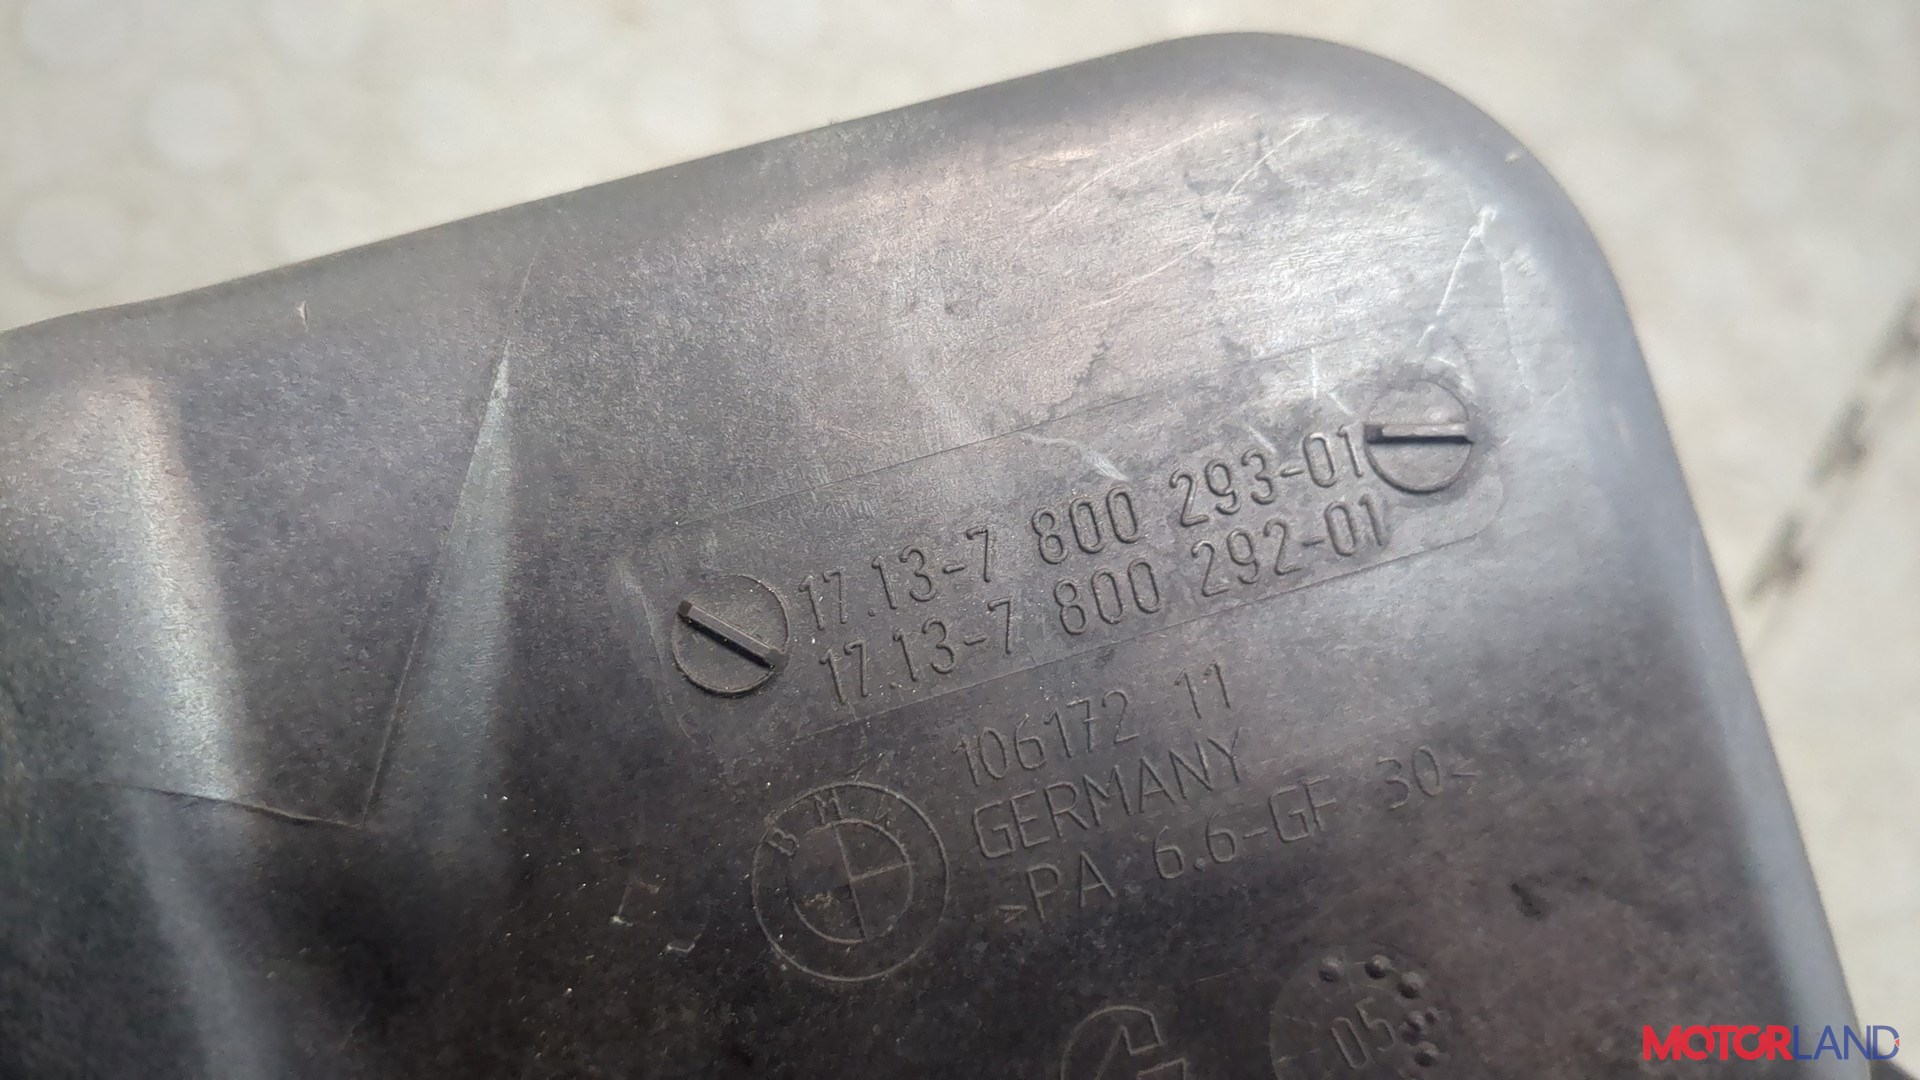 17.13-7 800 293-01
17.13-7 800 292-01
106172 11
GERMANY
>PA 6.6-GF 30<
BMW
05
MOTORLAND